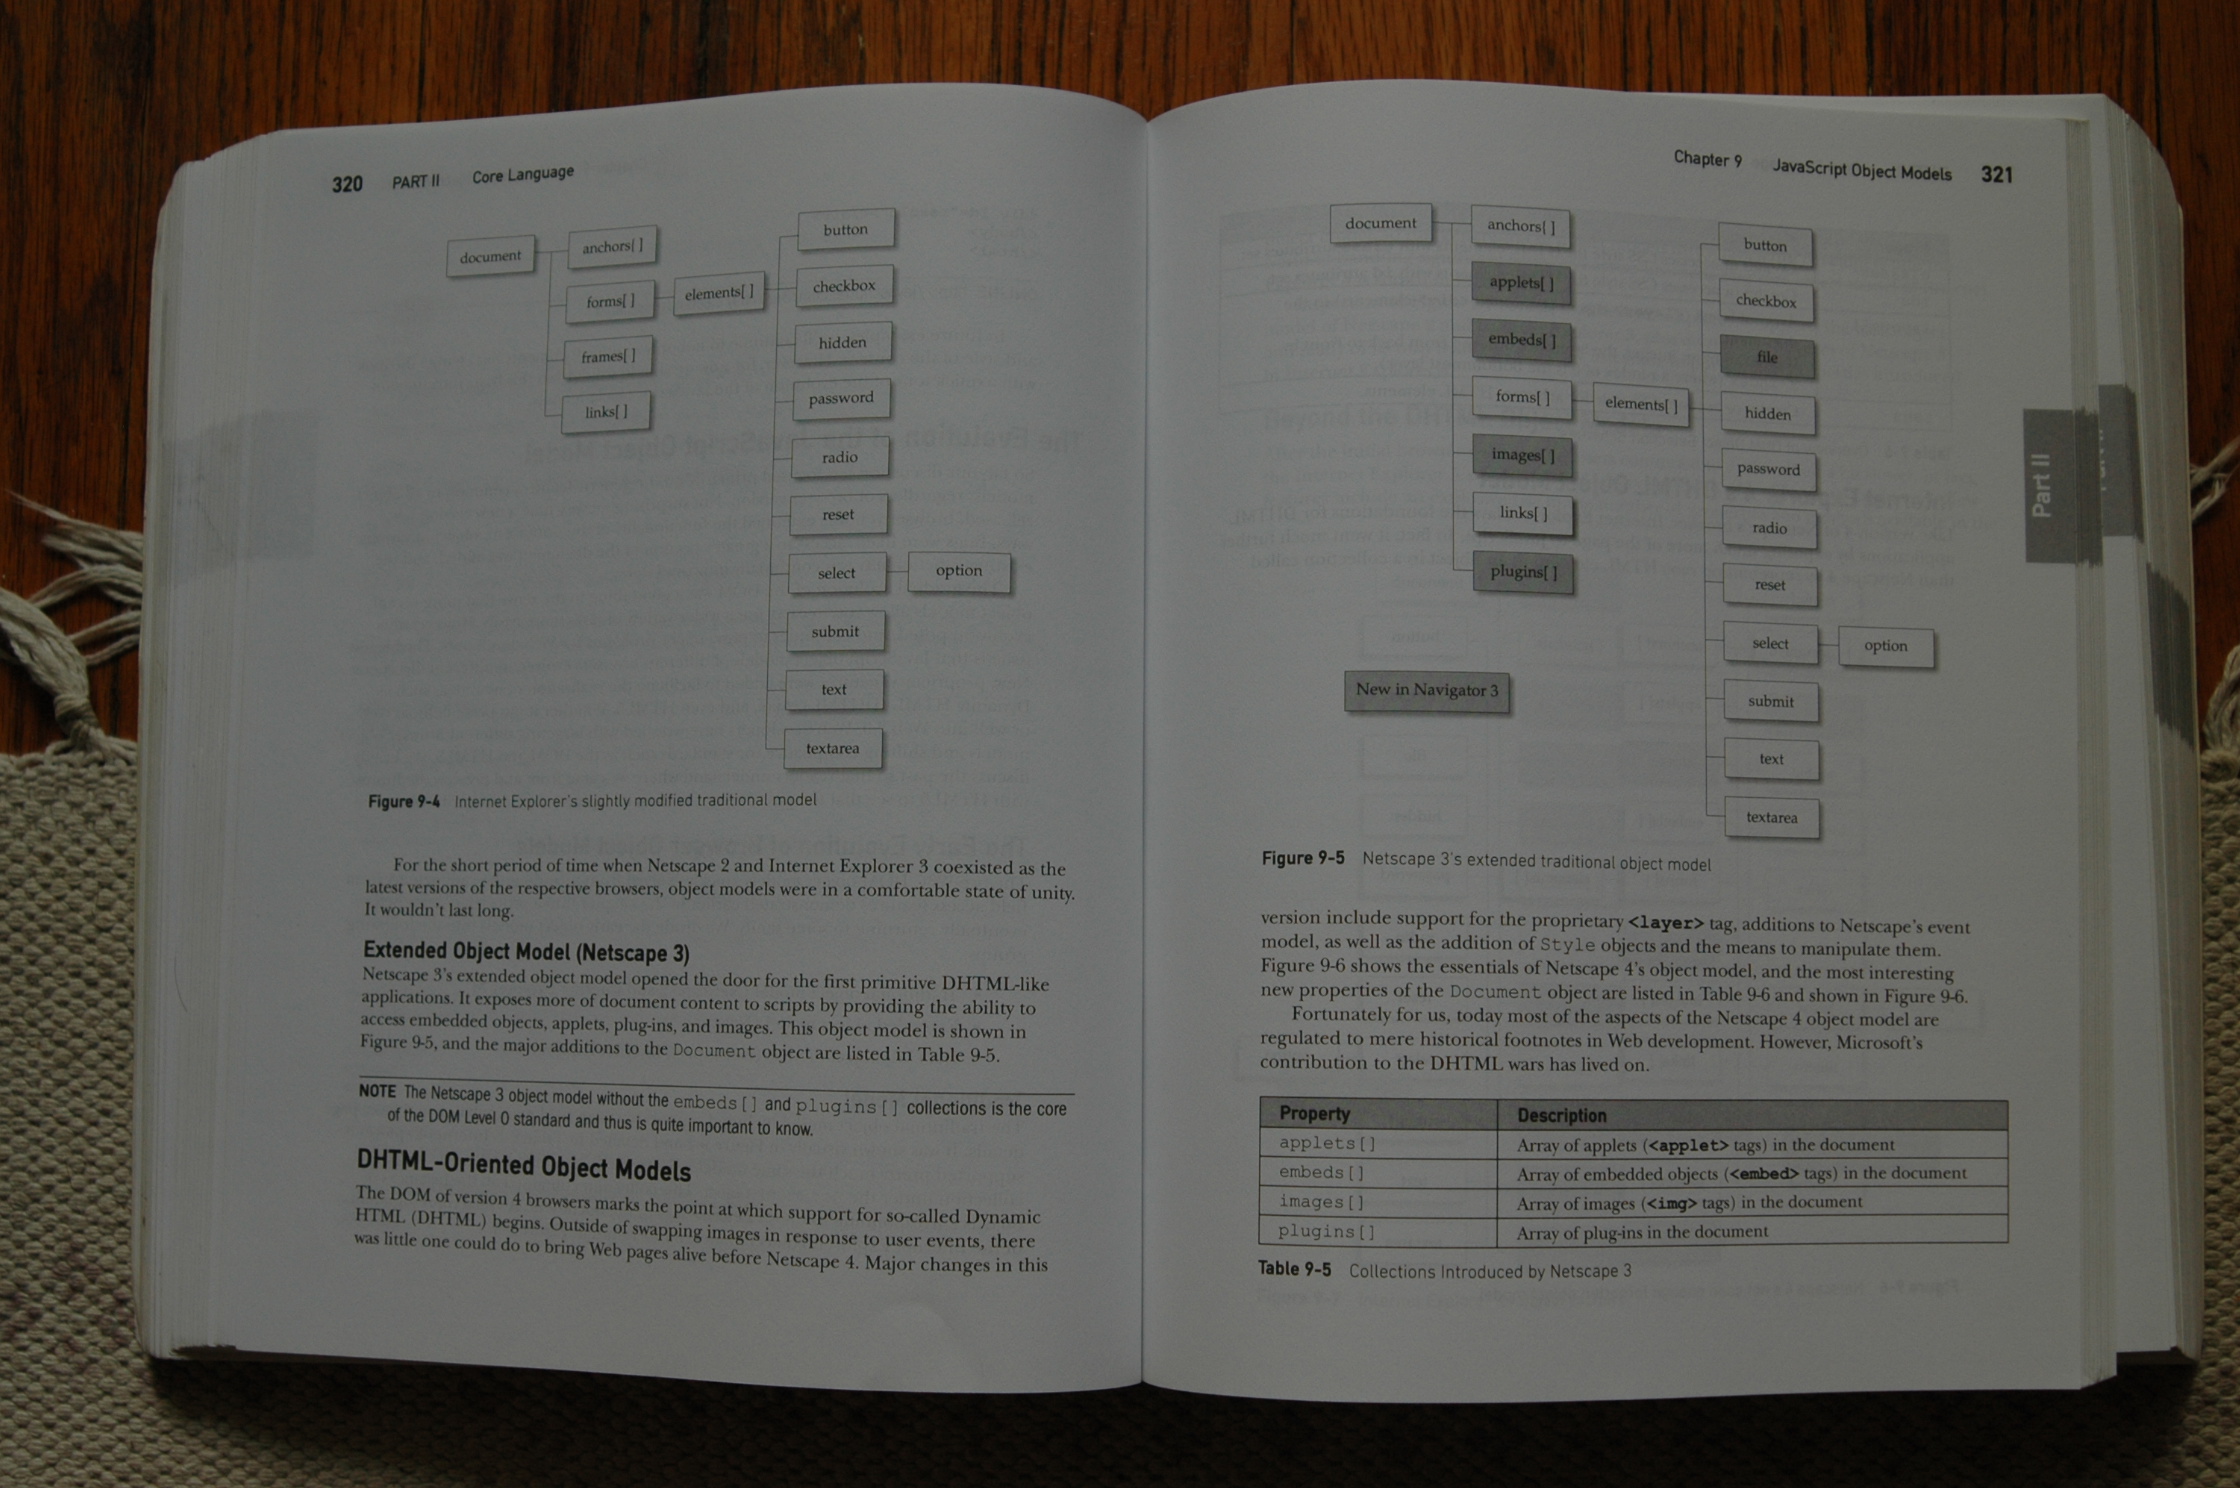 320 PART II Core Language
document
anchors[ ]
forms[ ]
frames[ ]
links[ ]
elements[ ]
button
checkbox
hidden
password
radio
reset
select
option
submit
text
textarea
Figure 9-4 Internet Explorer's slightly modified traditional model
For the short period of time when Netscape 2 and Internet Explorer 3 coexisted as the
latest versions of the respective browsers, object models were in a comfortable state of unity.
It wouldn't last long.
Extended Object Model (Netscape 3)
Netscape 3's extended object model opened the door for the first primitive DHTML-like
applications. It exposes more of document content to scripts by providing the ability to
access embedded objects, applets, plug-ins, and images. This object model is shown in
Figure 9-5, and the major additions to the Document object are listed in Table 9-5.
NOTE The Netscape 3 object model without the embeds[] and plugins[] collections is the core
of the DOM Level 0 standard and thus is quite important to know.
DHTML-Oriented Object Models
The DOM of version 4 browsers marks the point at which support for so-called Dynamic
HTML (DHTML) begins. Outside of swapping images in response to user events, there
was little one could do to bring Web pages alive before Netscape 4. Major changes in this
Chapter 9 JavaScript Object Models 321
Part II
document
anchors[ ]
applets[ ]
embeds[ ]
forms[ ]
images[ ]
links[ ]
plugins[ ]
elements[ ]
button
checkbox
file
hidden
password
radio
reset
select
option
submit
text
textarea
New in Navigator 3
Figure 9-5 Netscape 3's extended traditional object model
version include support for the proprietary <layer> tag, additions to Netscape's event
model, as well as the addition of Style objects and the means to manipulate them.
Figure 9-6 shows the essentials of Netscape 4's object model, and the most interesting
new properties of the Document object are listed in Table 9-6 and shown in Figure 9-6.
Fortunately for us, today most of the aspects of the Netscape 4 object model are
regulated to mere historical footnotes in Web development. However, Microsoft's
contribution to the DHTML wars has lived on.
Property Description
applets[] Array of applets (<applet> tags) in the document
embeds[] Array of embedded objects (<embed> tags) in the document
images[] Array of images (<img> tags) in the document
plugins[] Array of plug-ins in the document
Table 9-5 Collections Introduced by Netscape 3